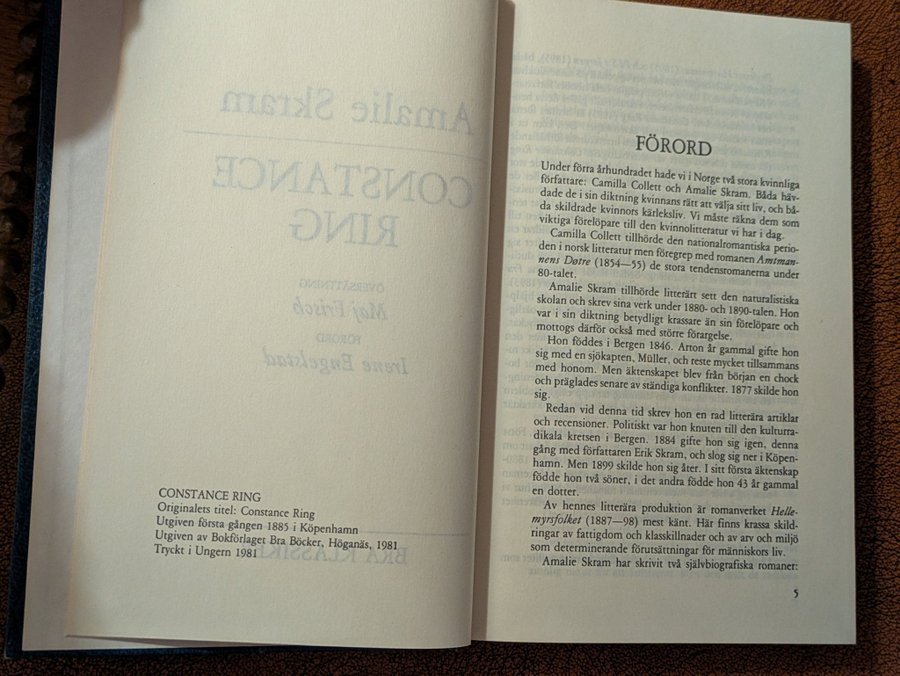 Amalie Skram
CONSTANCE
RING
ÖVERSÄTTNING
Maj Frisch
FÖRORD
Irene Engelstad
BRA KLASSIKER
CONSTANCE RING
Originalets titel: Constance Ring
Utgiven första gången 1885 i Köpenhamn
Utgiven av Bokförlaget Bra Böcker, Höganäs, 1981
Tryckt i Ungern 1981
FÖRORD
Under förra århundradet hade vi i Norge två stora kvinnliga
författare: Camilla Collett och Amalie Skram. Båda häv-
dade de i sin diktning kvinnans rätt att välja sitt liv, och bå-
da skildrade kvinnors kärleksliv. Vi måste räkna dem som
viktiga förelöpare till den kvinnolitteratur vi har i dag.
Camilla Collett tillhörde den nationalromantiska perio-
den i norsk litteratur men föregrep med romanen Amtman-
nens Døtre (1854—55) de stora tendensromanerna under
80-talet.
Amalie Skram tillhörde litterärt sett den naturalistiska
skolan och skrev sina verk under 1880- och 1890-talen. Hon
var i sin diktning betydligt krassare än sin förelöpare och
mottogs därför också med större förargelse.
Hon föddes i Bergen 1846. Arton år gammal gifte hon
sig med en sjökapten, Müller, och reste mycket tillsammans
med honom. Men äktenskapet blev från början en chock
och präglades senare av ständiga konflikter. 1877 skilde hon
sig.
Redan vid denna tid skrev hon en rad litterära artiklar
och recensioner. Politiskt var hon knuten till den kulturra-
dikala kretsen i Bergen. 1884 gifte hon sig igen, denna
gång med författaren Erik Skram, och slog sig ner i Köpen-
hamn. Men 1899 skilde hon sig åter. I sitt första äktenskap
födde hon två söner, i det andra födde hon 43 år gammal
en dotter.
Av hennes litterära produktion är romanverket Helle-
myrsfolket (1887—98) mest känt. Här finns krassa skild-
ringar av fattigdom och klasskillnader och av arv och miljö
som determinerande förutsättningar för människors liv.
Amalie Skram har skrivit två självbiografiska romaner:
5